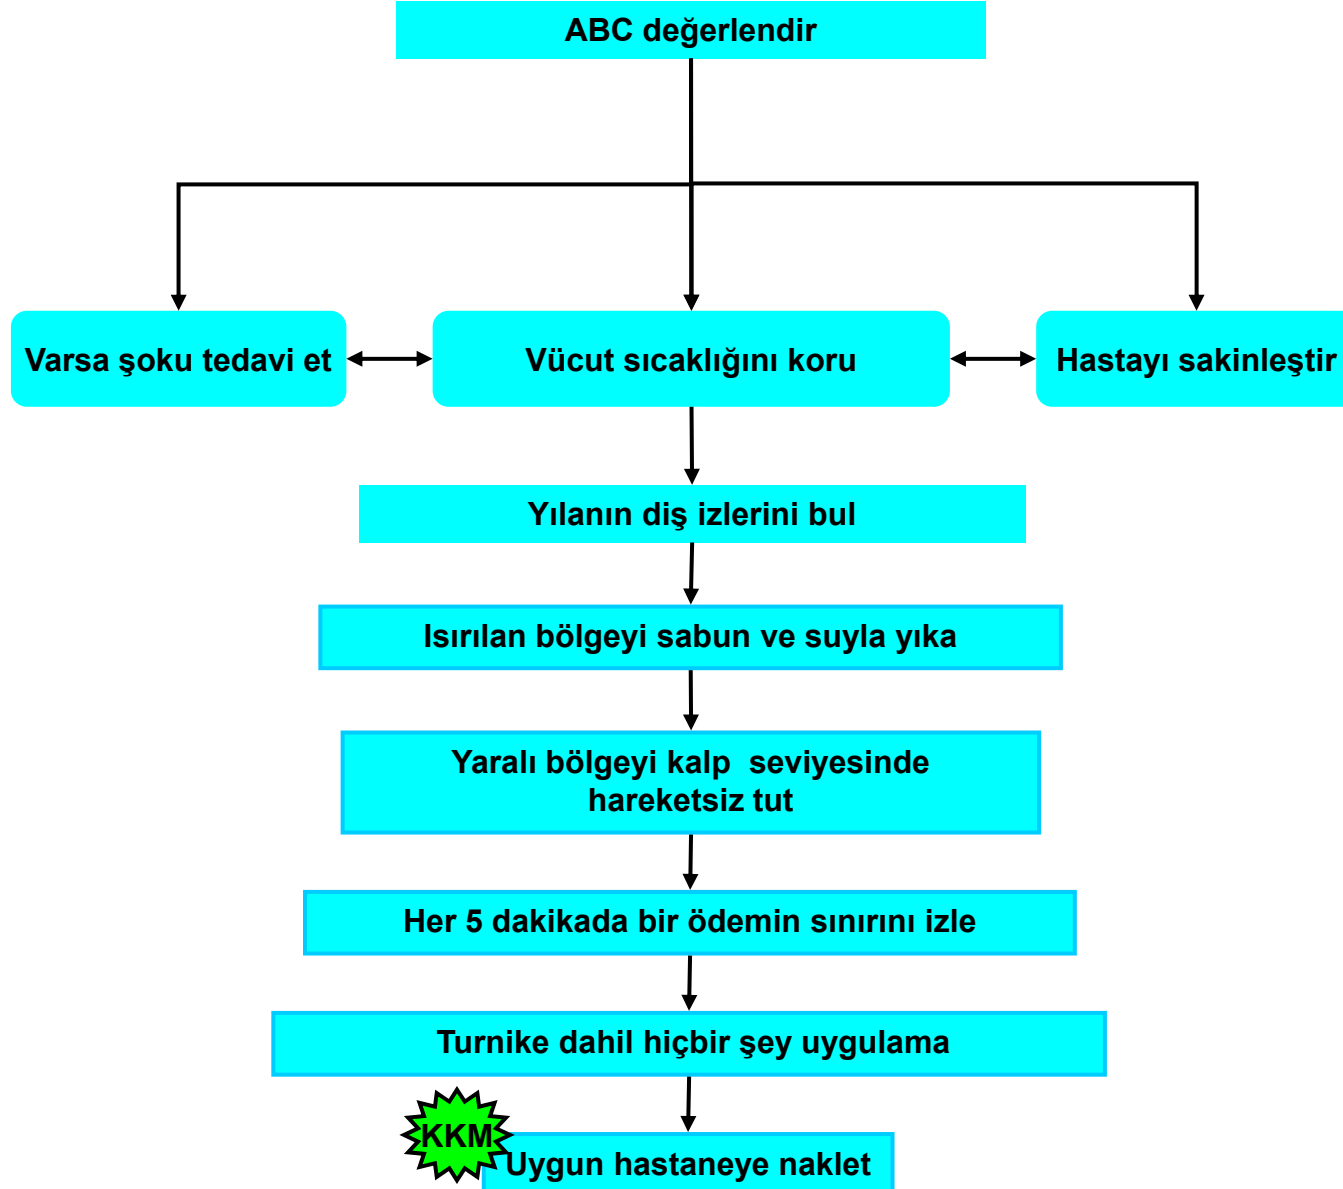 ABC değerlendir
Varsa şoku tedavi et
Vücut sıcaklığını koru
Hastayı sakinleştir
Yılanın diş izlerini bul
Isırılan bölgeyi sabun ve suyla yıka
Yaralı bölgeyi kalp  seviyesinde
hareketsiz tut
Her 5 dakikada bir ödemin sınırını izle
Turnike dahil hiçbir şey uygulama
KKM
Uygun hastaneye naklet